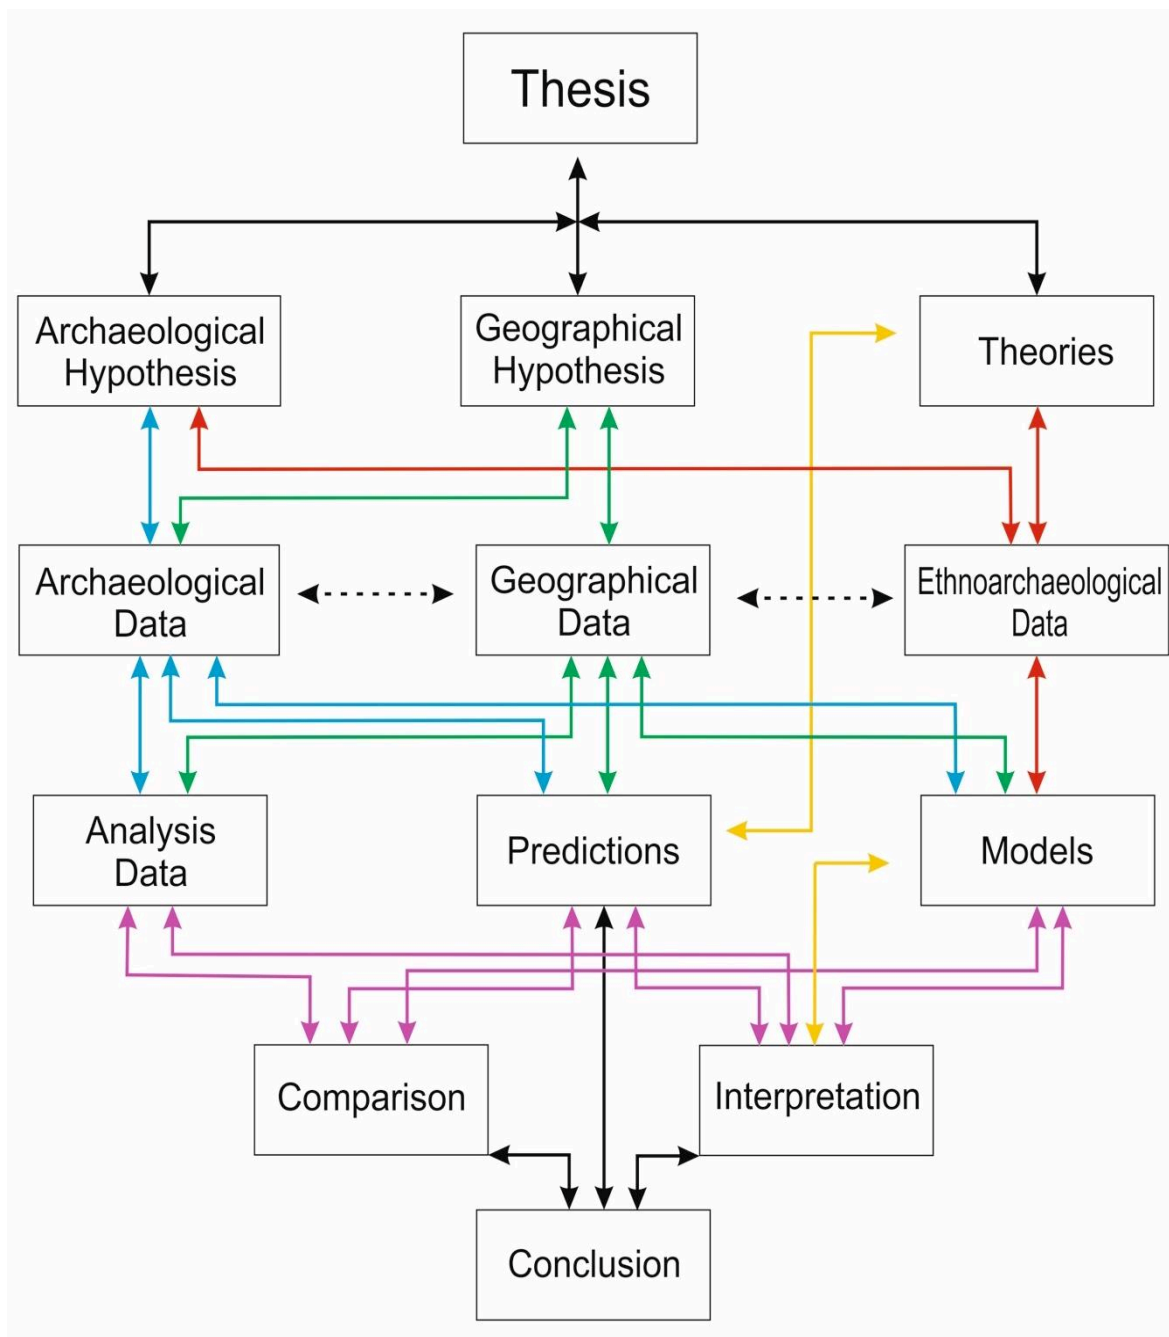 Thesis
Archaeological
Hypothesis
Geographical
Hypothesis
Theories
Archaeological
Data
Geographical
Data
Ethnoarchaeological
Data
Analysis
Data
Predictions
Models
Comparison
Interpretation
Conclusion